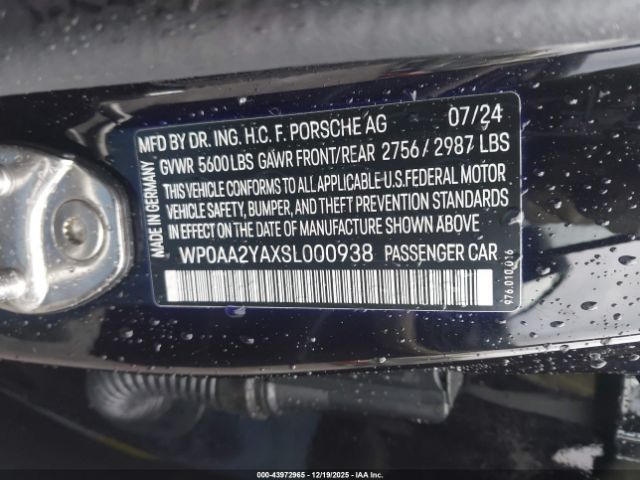 MFD BY DR. ING. H.C. F. PORSCHE AG 07/24
GVWR 5600 LBS GAWR FRONT/REAR 2756 / 2987 LBS
THIS VEHICLE CONFORMS TO ALL APPLICABLE U.S. FEDERAL MOTOR
VEHICLE SAFETY, BUMPER, AND THEFT PREVENTION STANDARDS
IN EFFECT ON THE DATE OF MANUFACTURE SHOWN ABOVE.
WP0AA2YAXSL000938 PASSENGER CAR
MADE IN GERMANY
976.010.016
000-43972965 - 12/19/2025 - IAA Inc.